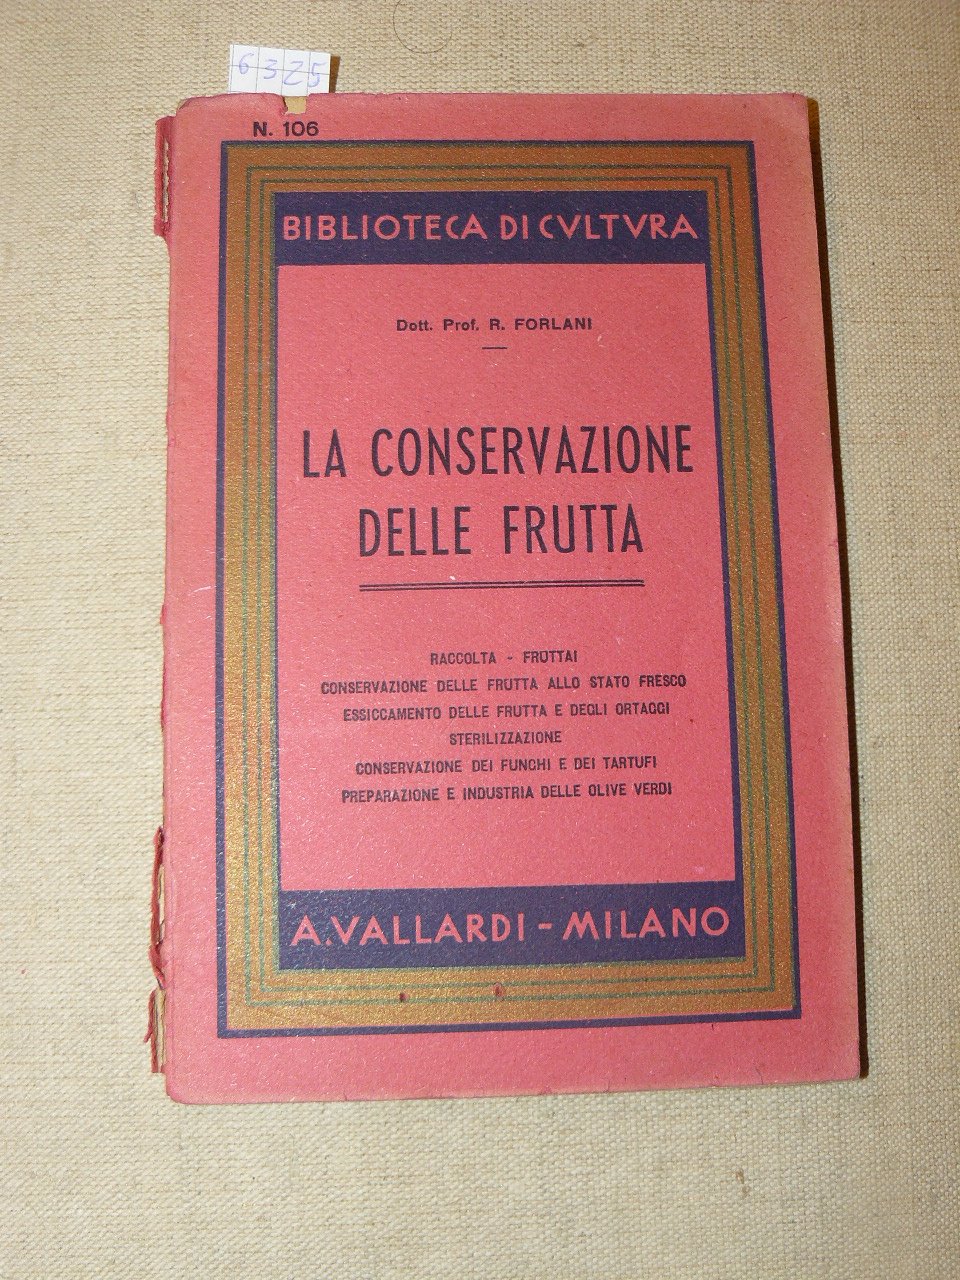 6325
N. 106
BIBLIOTECA DI CVLTVRA
Dott. Prof. R. FORLANI
LA CONSERVAZIONE
DELLE FRUTTA
RACCOLTA - FRUTTAI
CONSERVAZIONE DELLE FRUTTA ALLO STATO FRESCO
ESSICCAMENTO DELLE FRUTTA E DEGLI ORTAGGI
STERILIZZAZIONE
CONSERVAZIONE DEI FUNGHI E DEI TARTUFI
PREPARAZIONE E INDUSTRIA DELLE OLIVE VERDI
A. VALLARDI - MILANO